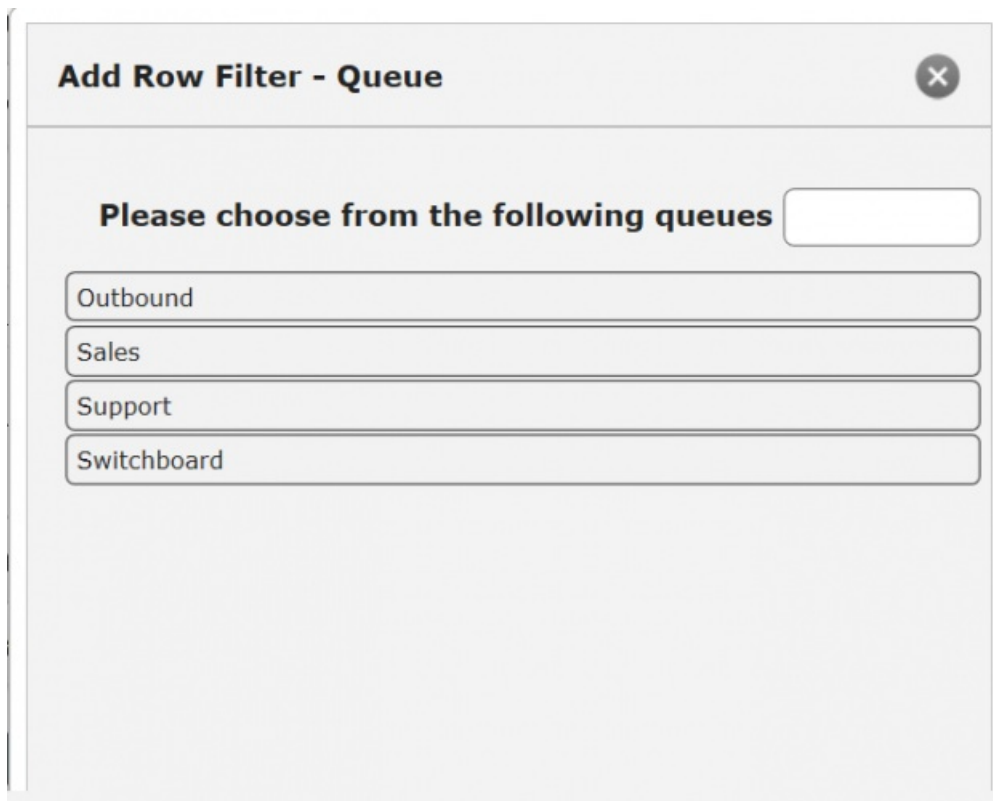 Add Row Filter - Queue
Please choose from the following queues
Outbound
Sales
Support
Switchboard